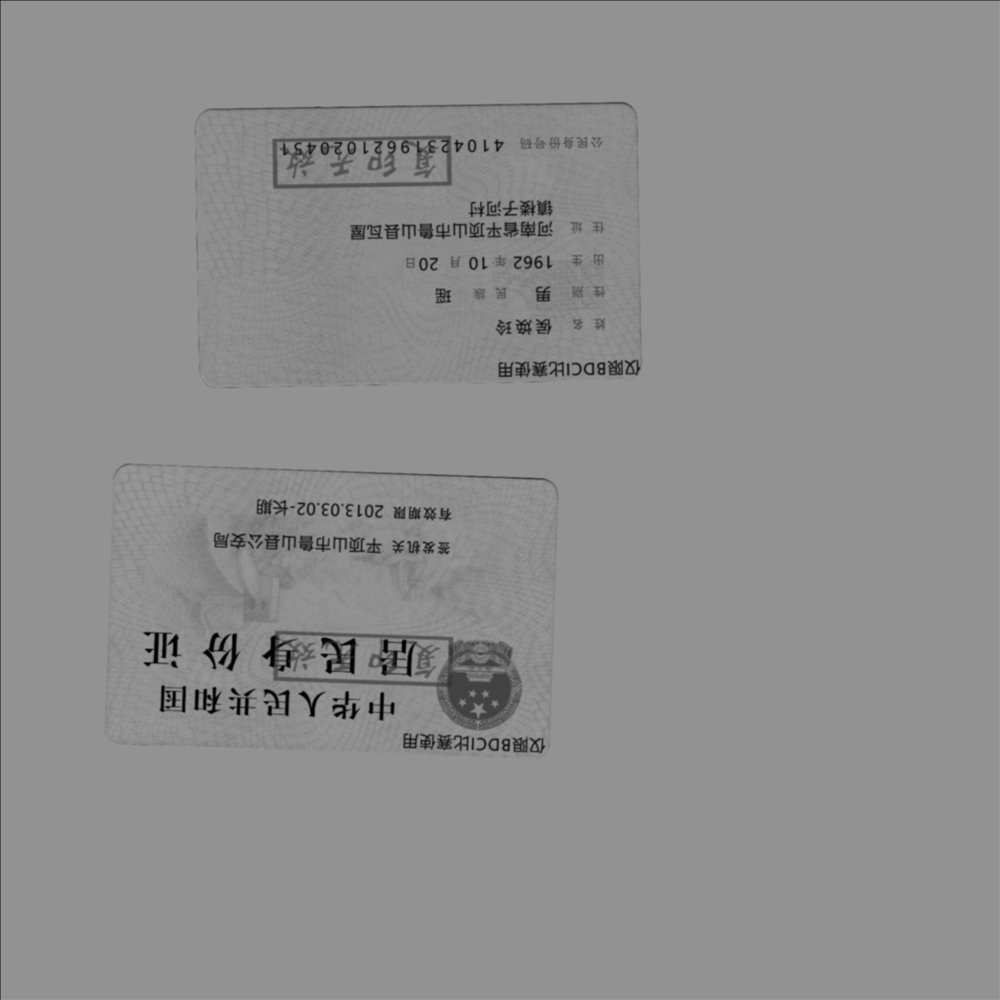 仅限BDCI比赛使用
中华人民共和国
居民身份证
复印无效
签发机关 平顶山市鲁山县公安局
有效期限 2013.03.02-长期
仅限BDCI比赛使用
姓名 侯焕玲
性别 男 民族 瑶
出生 1962 年 10 月 20 日
住址 河南省平顶山市鲁山县瓦屋
镇楼子河村
公民身份号码 41042319621020451
复印无效